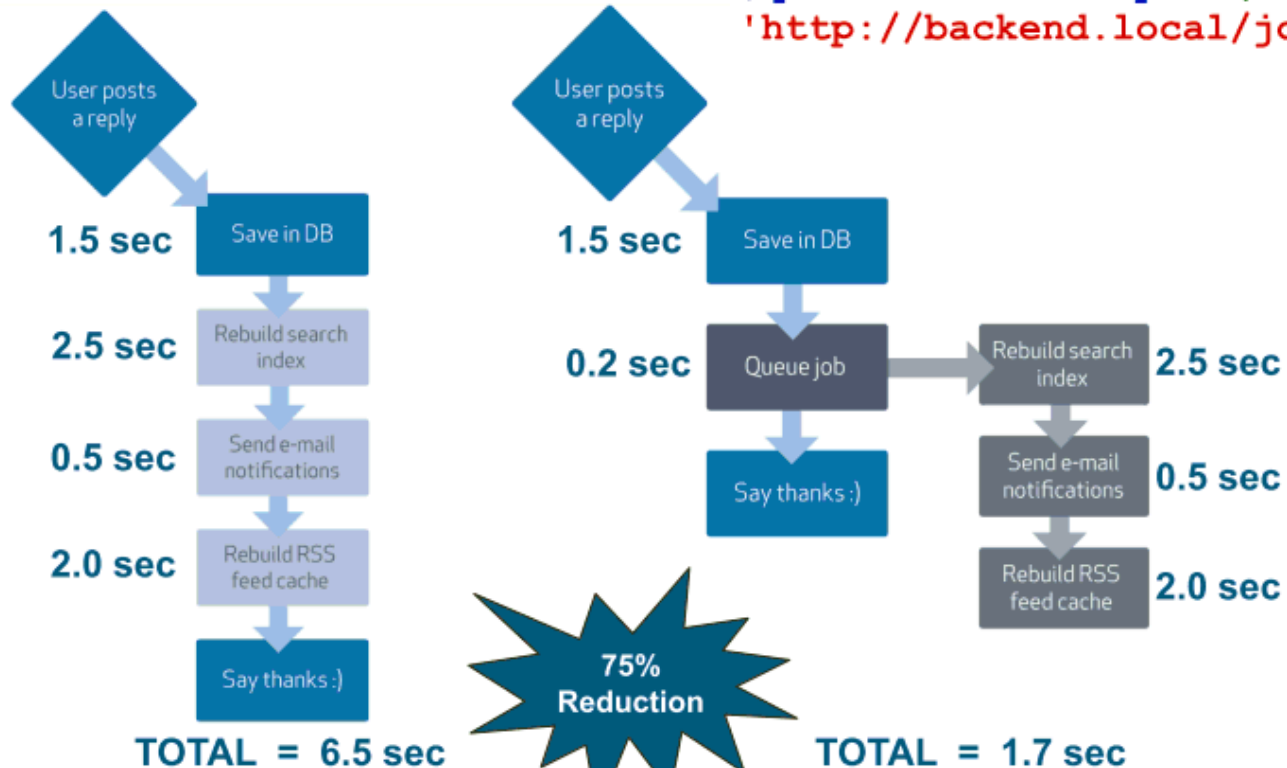 'http://backend.local/jo
User posts
a reply
1.5 sec
Save in DB
2.5 sec
Rebuild search
index
0.5 sec
Send e-mail
notifications
2.0 sec
Rebuild RSS
feed cache
Say thanks :)
TOTAL = 6.5 sec
75%
Reduction
User posts
a reply
1.5 sec
Save in DB
0.2 sec
Queue job
Say thanks :)
Rebuild search
index
2.5 sec
Send e-mail
notifications
0.5 sec
Rebuild RSS
feed cache
2.0 sec
TOTAL = 1.7 sec